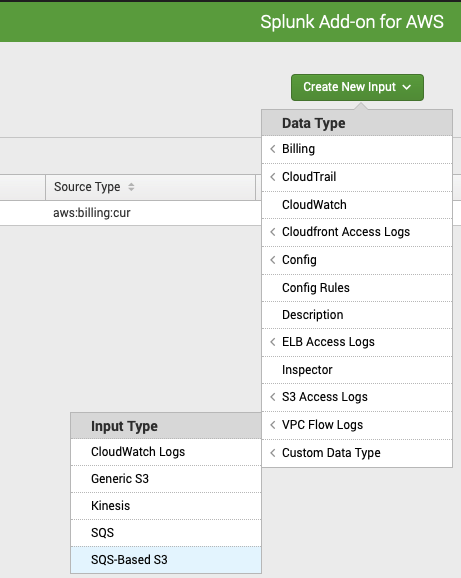 Splunk Add-on for AWS
Create New Input
Data Type
Billing
CloudTrail
Source Type
CloudWatch
aws:billing:cur
Cloudfront Access Logs
Config
Config Rules
Description
ELB Access Logs
Inspector
S3 Access Logs
VPC Flow Logs
Custom Data Type
Input Type
CloudWatch Logs
Generic S3
Kinesis
SQS
SQS-Based S3